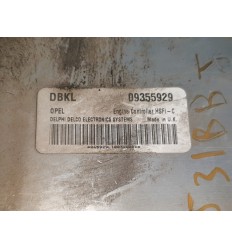 DBKL 09355929
OPEL Engine Controller HSFI-C
DELPHI DELCO ELECTRONICS SYSTEMS Made in U.K.